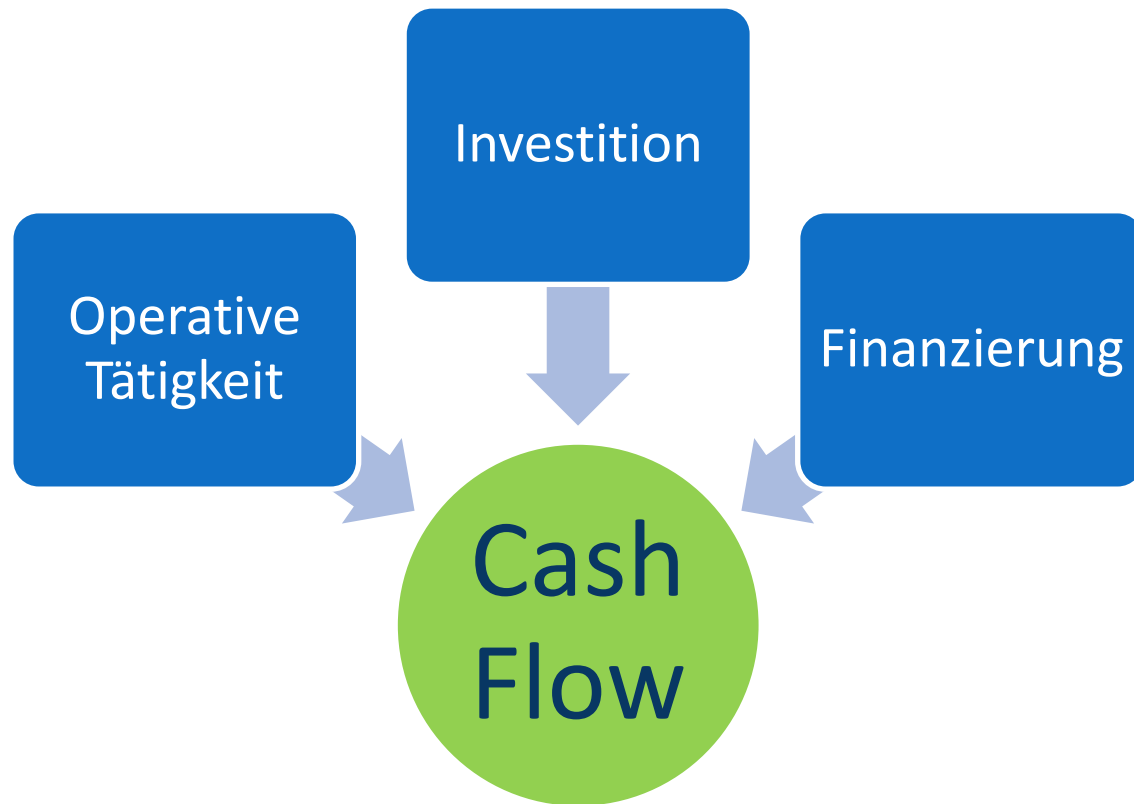 Investition
Operative
Tätigkeit
Finanzierung
Cash
Flow